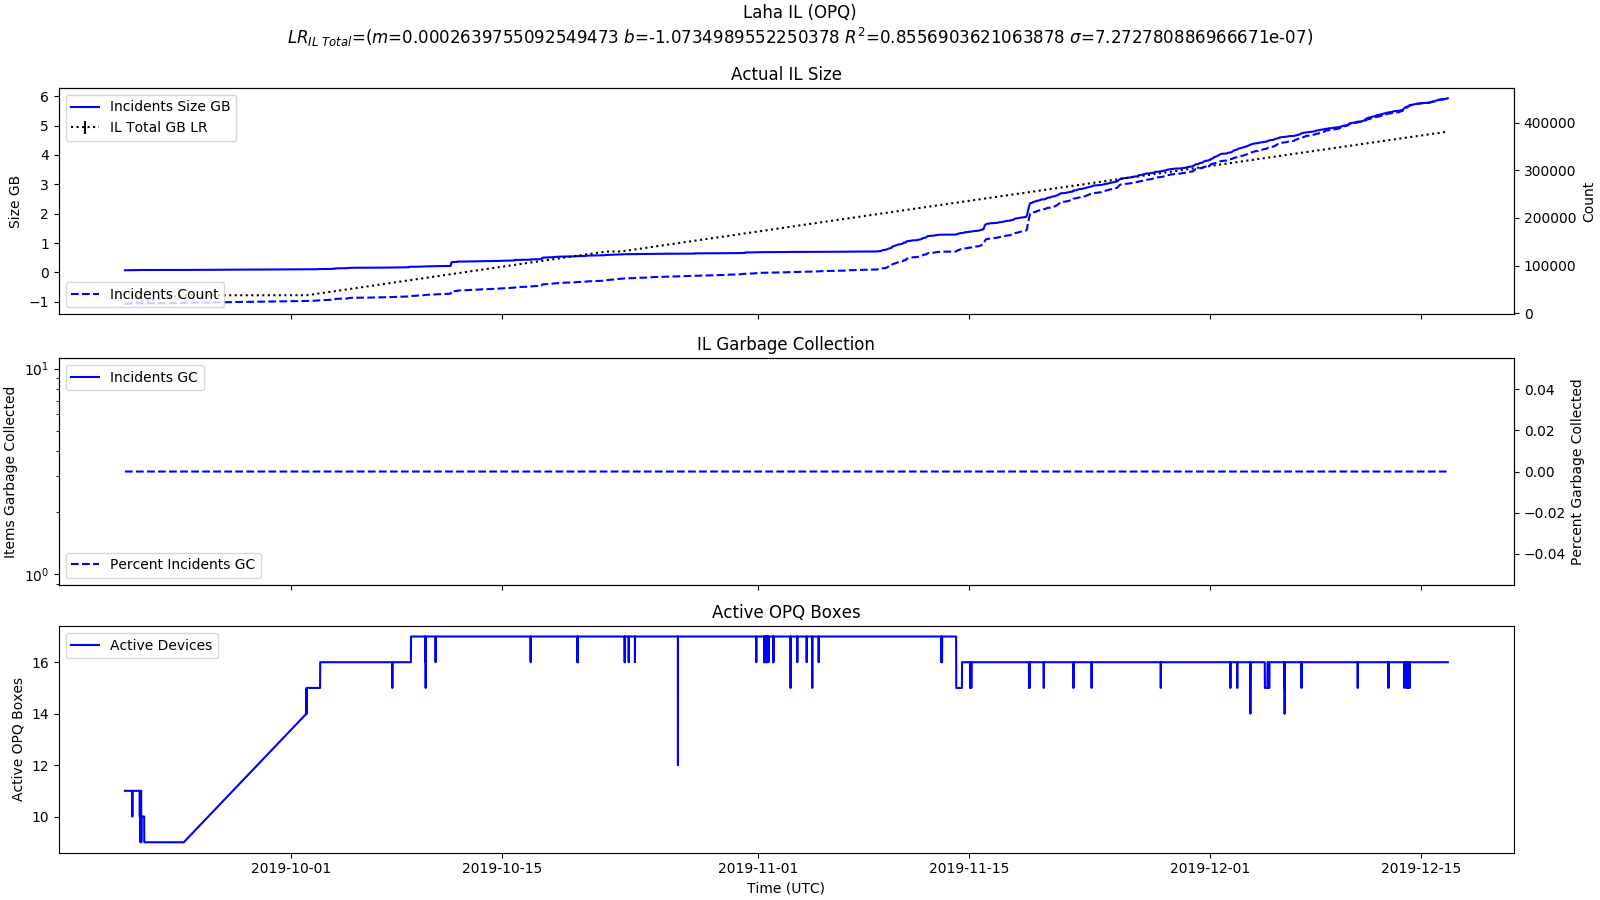 Laha IL (OPQ)
LR_IL Total=(m=0.0002639755092549473 b=-1.0734989552250378 R²=0.8556903621063878 σ=7.272780886966671e-07)
Actual IL Size
Incidents Size GB
IL Total GB LR
Incidents Count
6
5
4
3
2
1
0
−1
Size GB
400000
300000
200000
100000
0
Count
IL Garbage Collection
Incidents GC
Percent Incidents GC
10¹
10⁰
Items Garbage Collected
0.04
0.02
0.00
−0.02
−0.04
Percent Garbage Collected
Active OPQ Boxes
Active Devices
16
14
12
10
Active OPQ Boxes
2019-10-01
2019-10-15
2019-11-01
2019-11-15
2019-12-01
2019-12-15
Time (UTC)